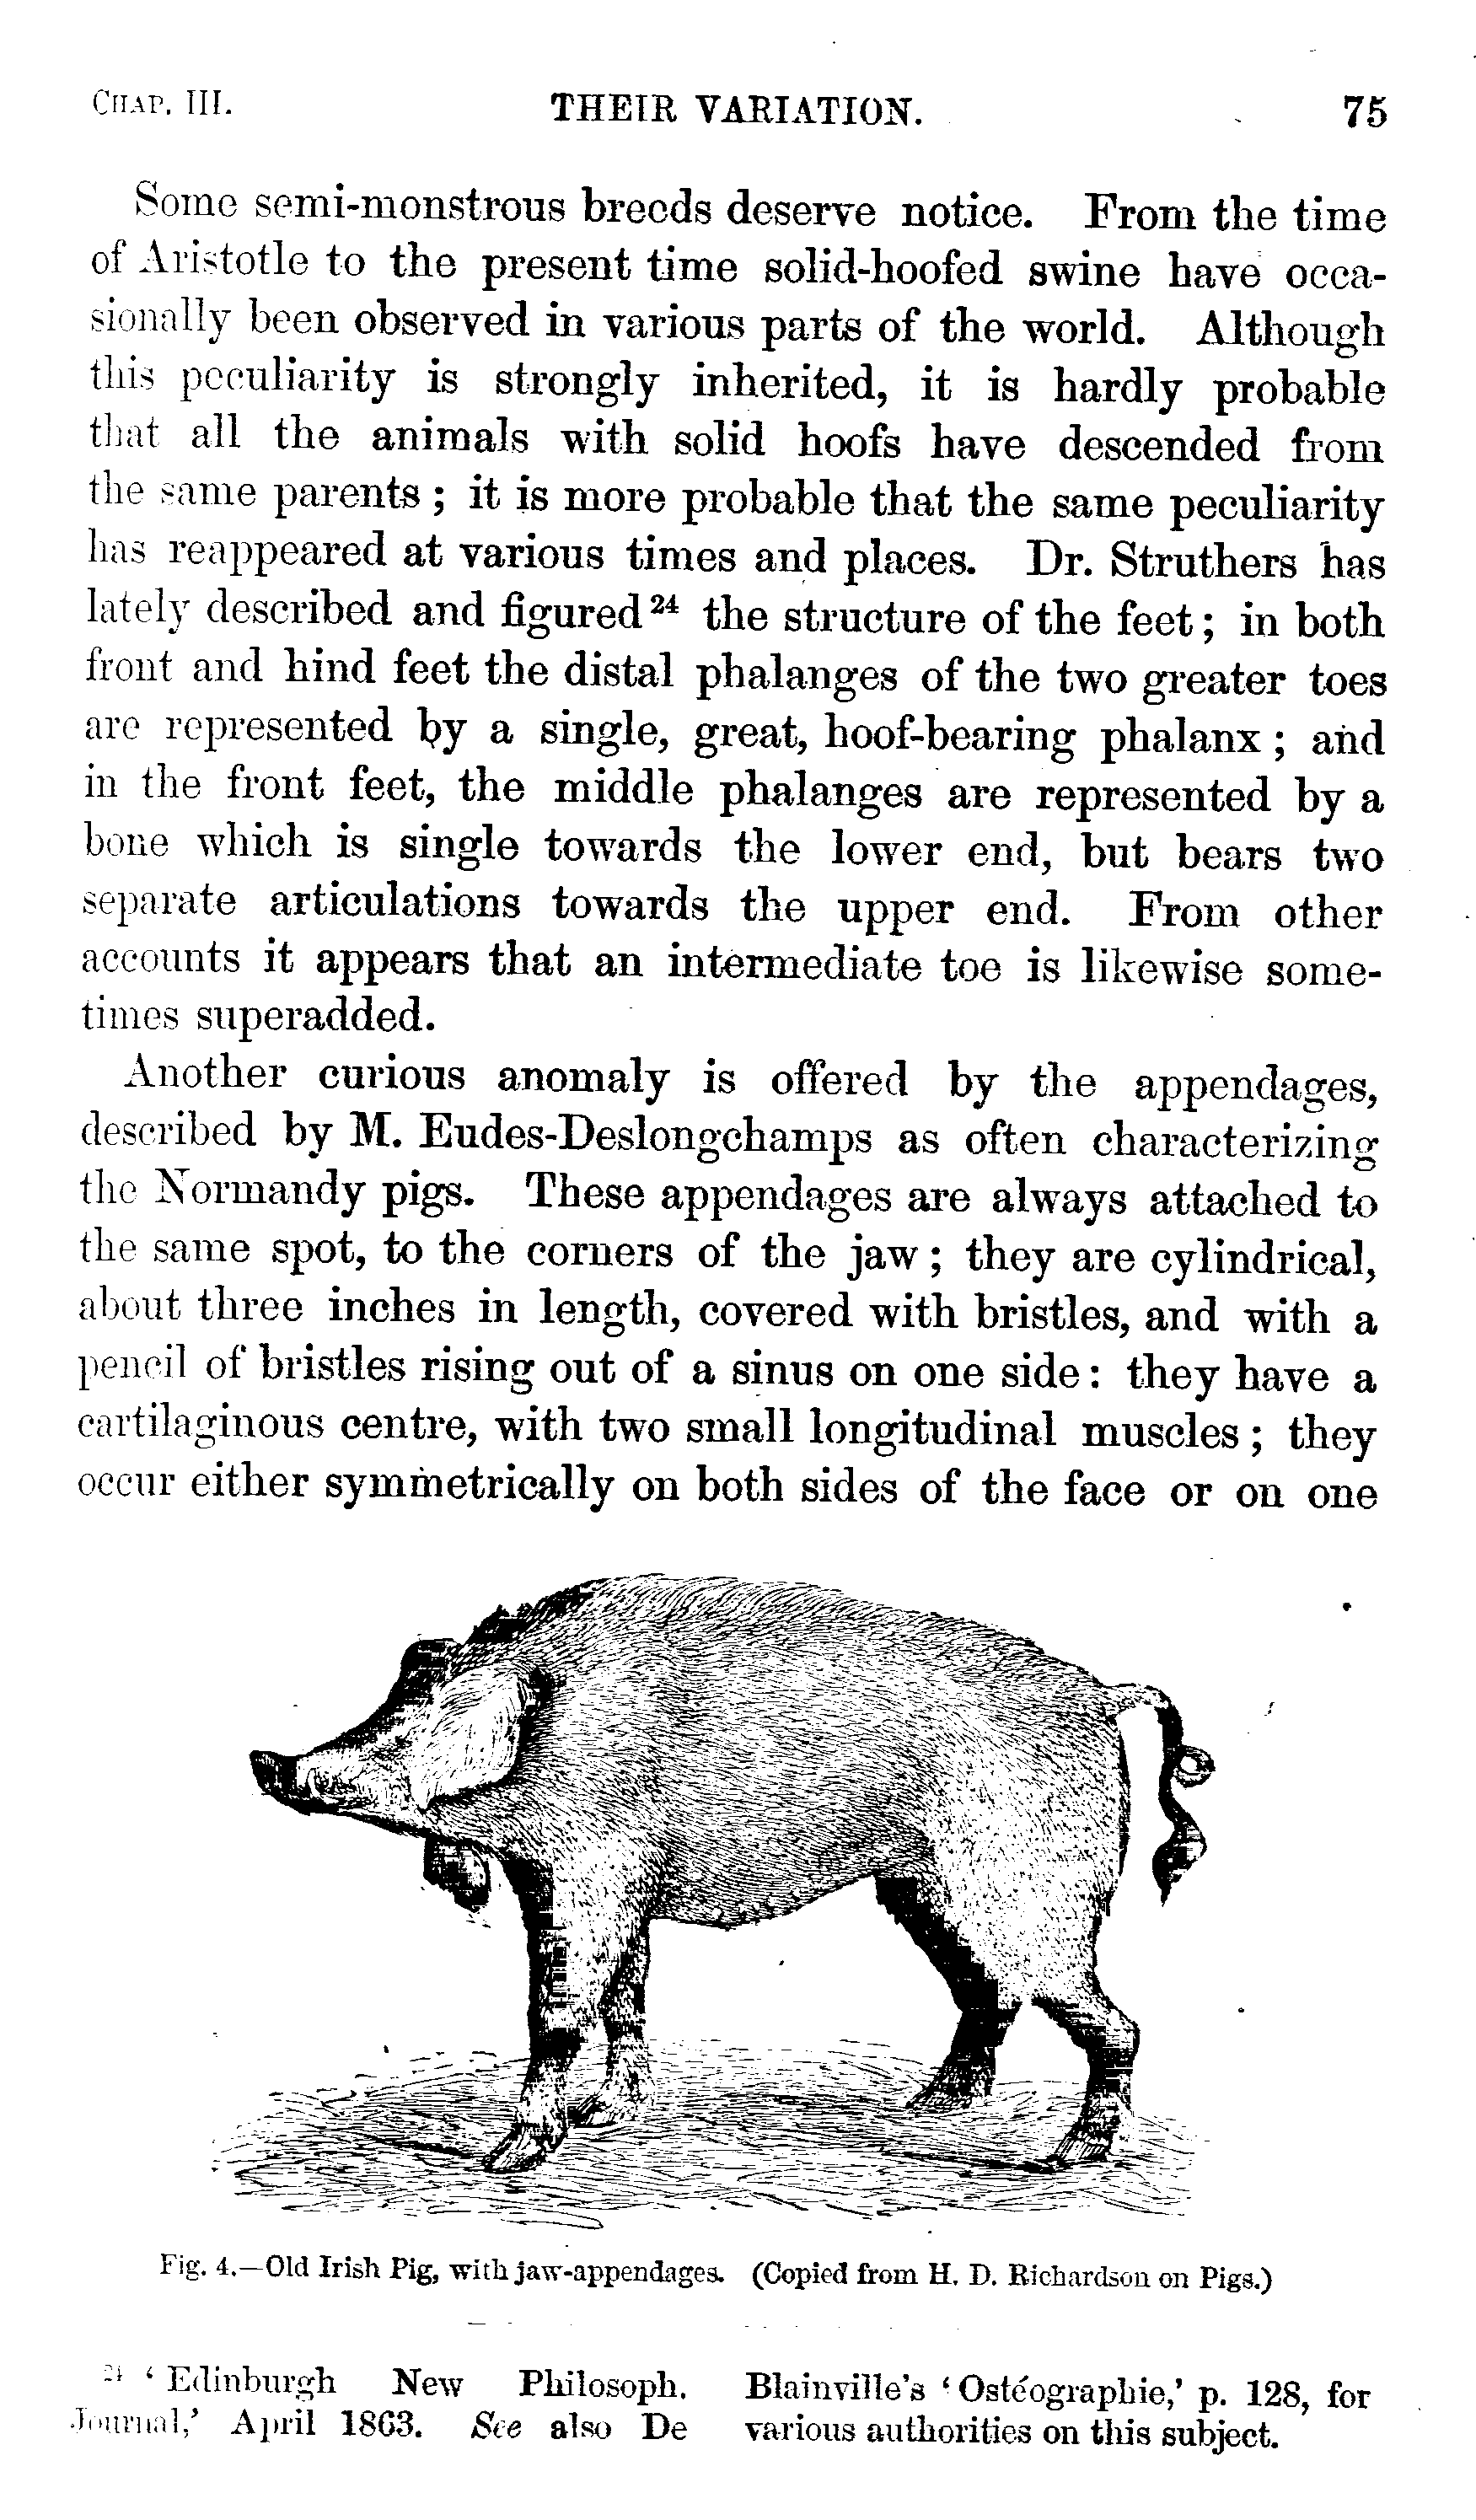 CHAP. III. THEIR VARIATION. 75
Some semi-monstrous breeds deserve notice. From the time
of Aristotle to the present time solid-hoofed swine have occa-
sionally been observed in various parts of the world. Although
this peculiarity is strongly inherited, it is hardly probable
that all the animals with solid hoofs have descended from
the same parents; it is more probable that the same peculiarity
has reappeared at various times and places. Dr. Struthers has
lately described and figured²⁴ the structure of the feet; in both
front and hind feet the distal phalanges of the two greater toes
are represented by a single, great, hoof-bearing phalanx; and
in the front feet, the middle phalanges are represented by a
bone which is single towards the lower end, but bears two
separate articulations towards the upper end. From other
accounts it appears that an intermediate toe is likewise some-
times superadded.
Another curious anomaly is offered by the appendages,
described by M. Eudes-Deslongchamps as often characterizing
the Normandy pigs. These appendages are always attached to
the same spot, to the corners of the jaw; they are cylindrical,
about three inches in length, covered with bristles, and with a
pencil of bristles rising out of a sinus on one side: they have a
cartilaginous centre, with two small longitudinal muscles; they
occur either symmetrically on both sides of the face or on one
Fig. 4.—Old Irish Pig, with jaw-appendages. (Copied from H. D. Richardson on Pigs.)
²⁴ ‘Edinburgh New Philosoph.
Journal,’ April 1863. See also De
Blainville's ‘Ostéographie,’ p. 128, for
various authorities on this subject.